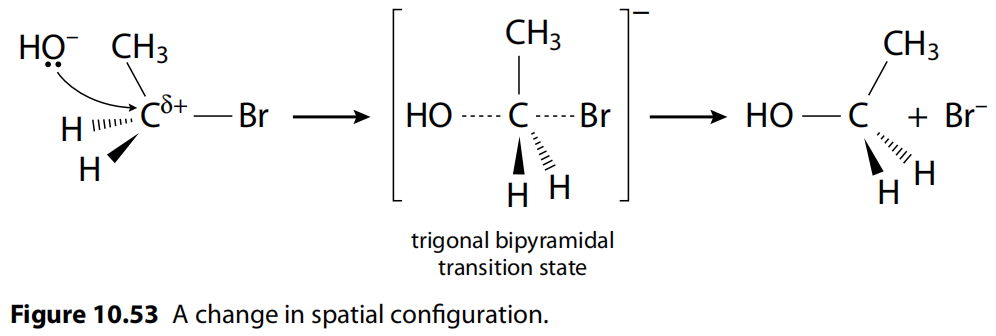 HO⁻ CH₃
H C δ+ Br
H
CH₃
HO C Br
H H
−
trigonal bipyramidal
transition state
CH₃
HO C + Br⁻
H H
Figure 10.53 A change in spatial configuration.